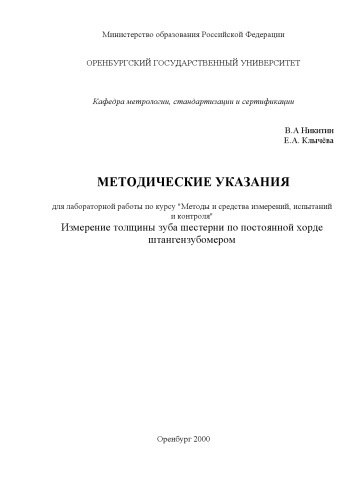 Министерство образования Российской Федерации
ОРЕНБУРГСКИЙ ГОСУДАРСТВЕННЫЙ УНИВЕРСИТЕТ
Кафедра метрологии, стандартизации и сертификации
В.А Никитин
Е.А. Клычёва
МЕТОДИЧЕСКИЕ УКАЗАНИЯ
для лабораторной работы по курсу "Методы и средства измерений, испытаний
и контроля"
Измерение толщины зуба шестерни по постоянной хорде
штангензубомером
Оренбург 2000